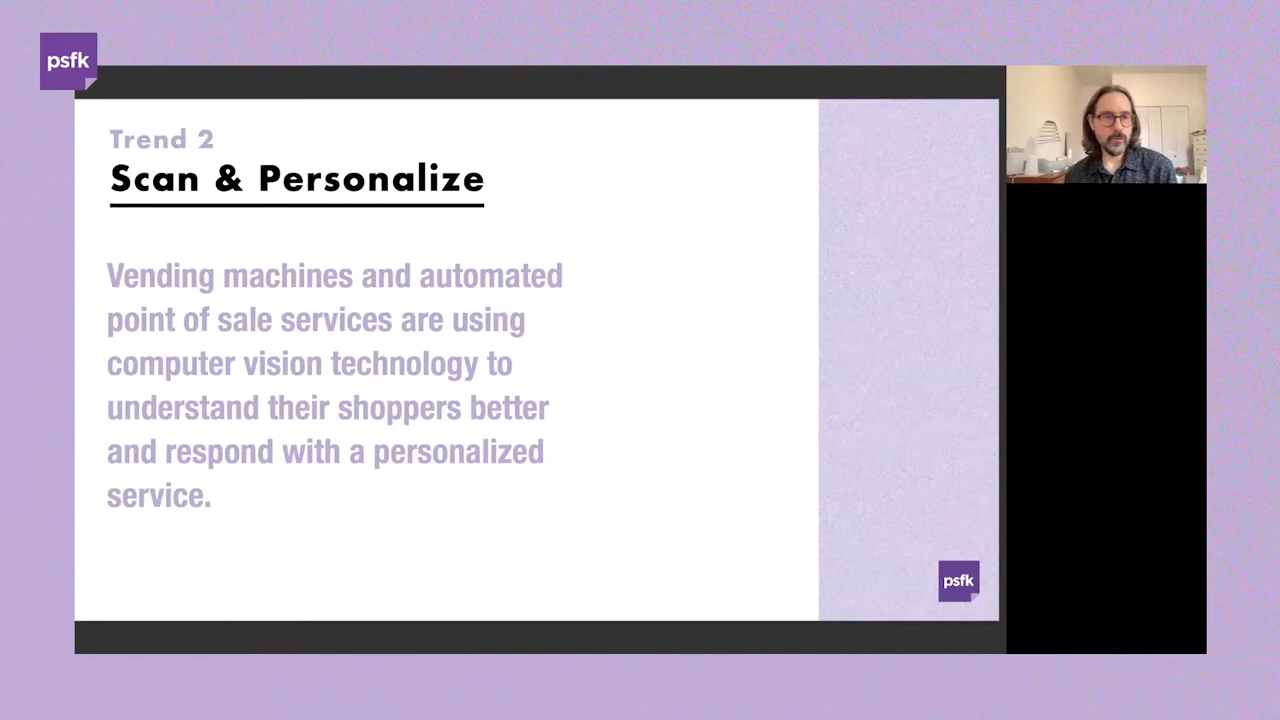 psfk
Trend 2
Scan & Personalize
Vending machines and automated
point of sale services are using
computer vision technology to
understand their shoppers better
and respond with a personalized
service.
psfk